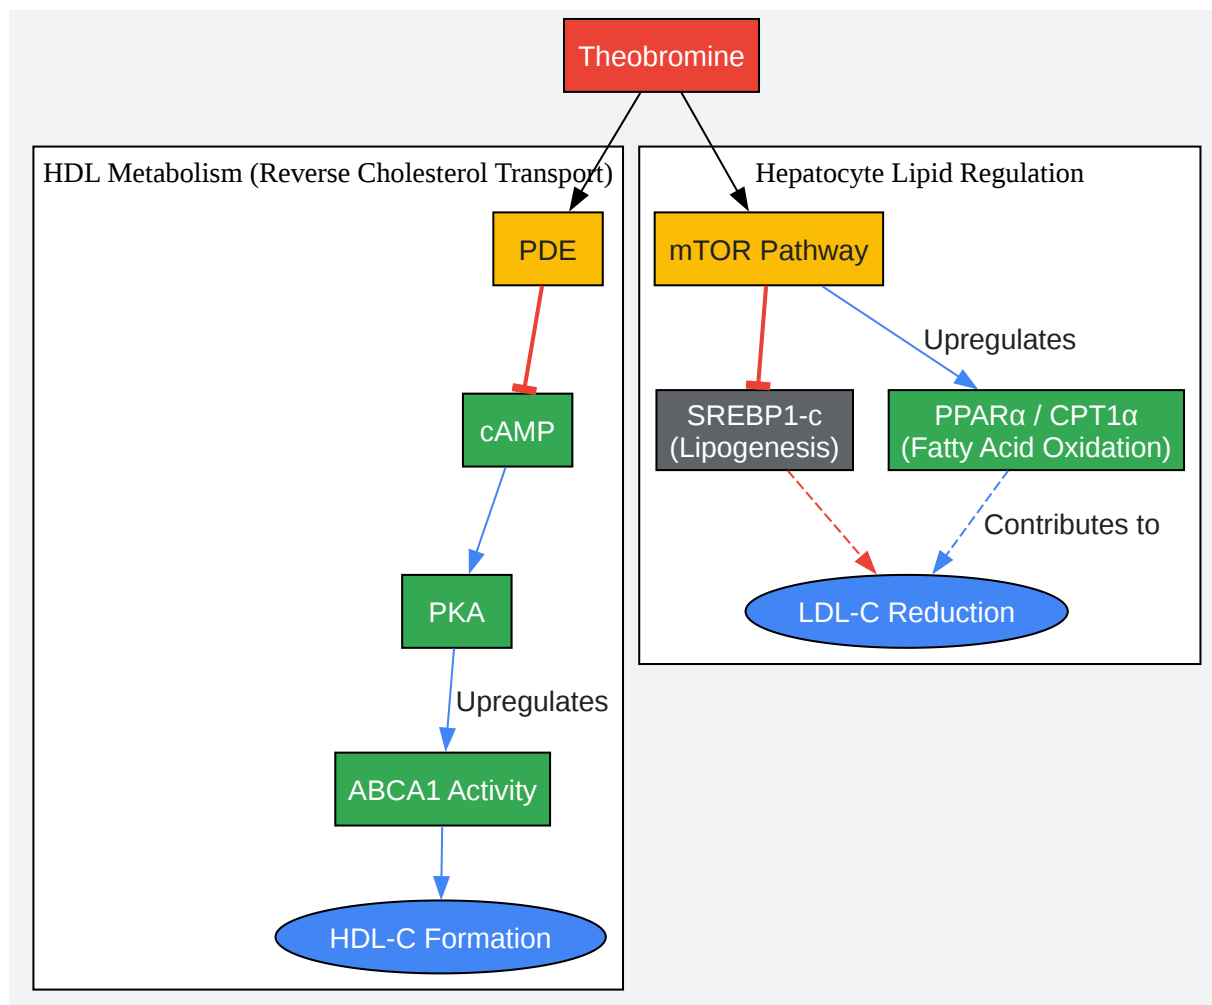 Theobromine
HDL Metabolism (Reverse Cholesterol Transport)
PDE
cAMP
PKA
Upregulates
ABCA1 Activity
HDL-C Formation
Hepatocyte Lipid Regulation
mTOR Pathway
Upregulates
SREBP1-c
(Lipogenesis)
PPARα / CPT1α
(Fatty Acid Oxidation)
Contributes to
LDL-C Reduction